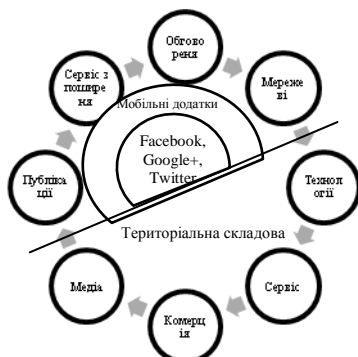 Обгово
рення
Мереже
ві
Технол
огії
Сервіс
Комерц
ія
Медіа
Публіка
ції
Сервіс з
пошире
ня
Мобільні додатки
Facebook,
Google+,
Twitter
Територіальна складова